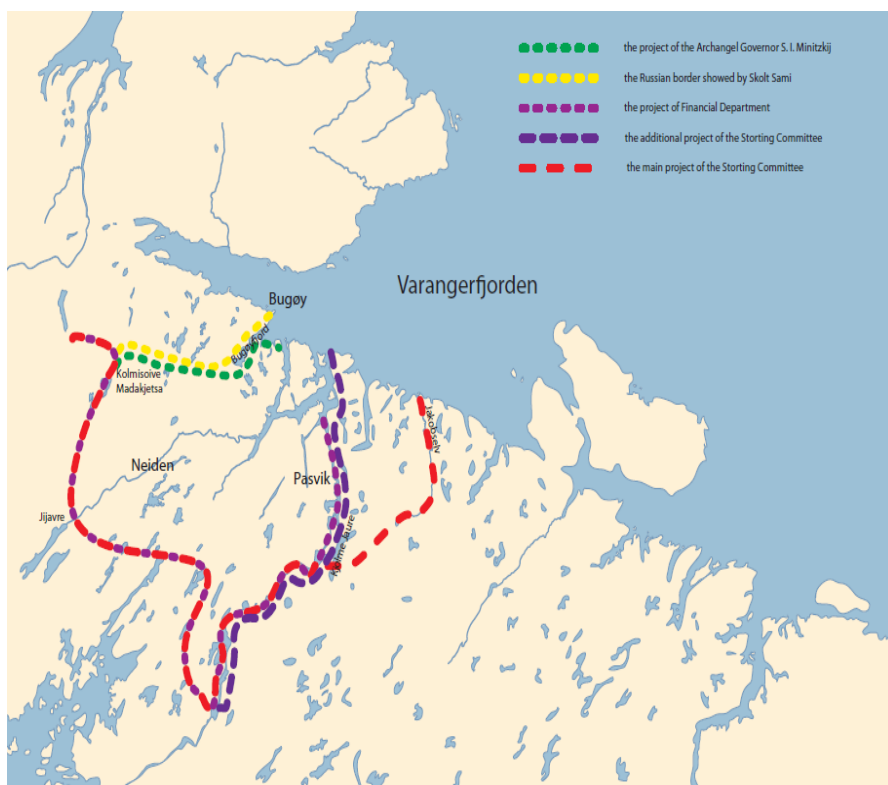 the project of the Archangel Governor S. I. Minitzkij
the Russian border showed by Skolt Sami
the project of Financial Department
the additional project of the Storting Committee
the main project of the Storting Committee
Varangerfjorden
Bugøy
Bugøyfjord
Kolmisoive
Madakjetsa
Jakobselv
Neiden
Pasvik
Jijavre
Kjolme Jaure